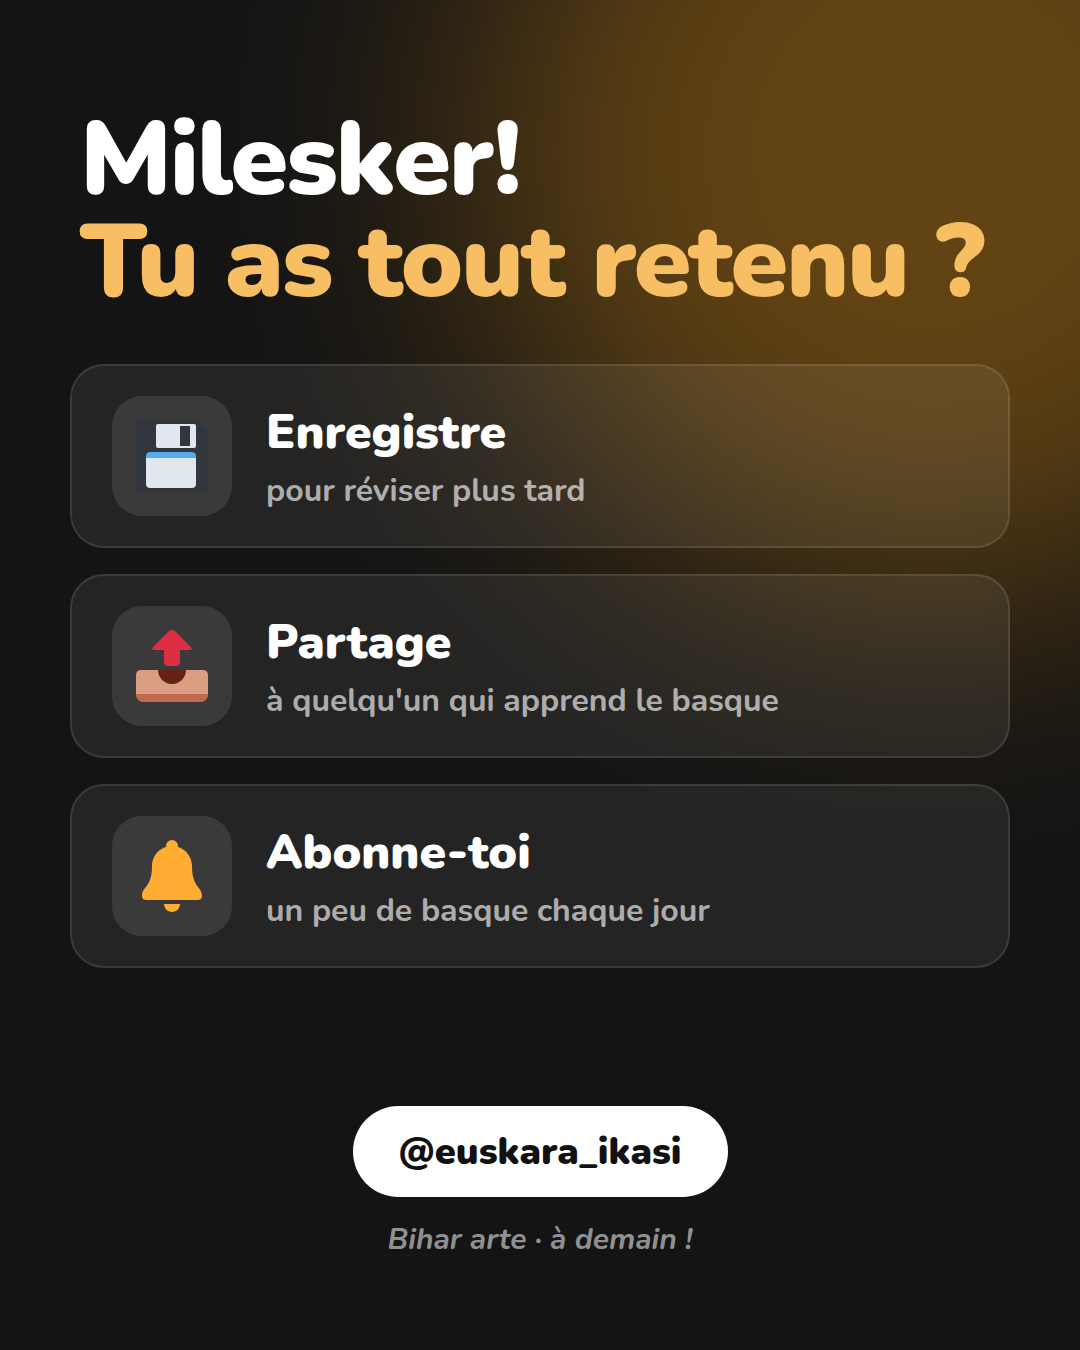 Milesker!
Tu as tout retenu ?
Enregistre
pour réviser plus tard
Partage
à quelqu'un qui apprend le basque
Abonne-toi
un peu de basque chaque jour
@euskara_ikasi
Bihar arte · à demain !